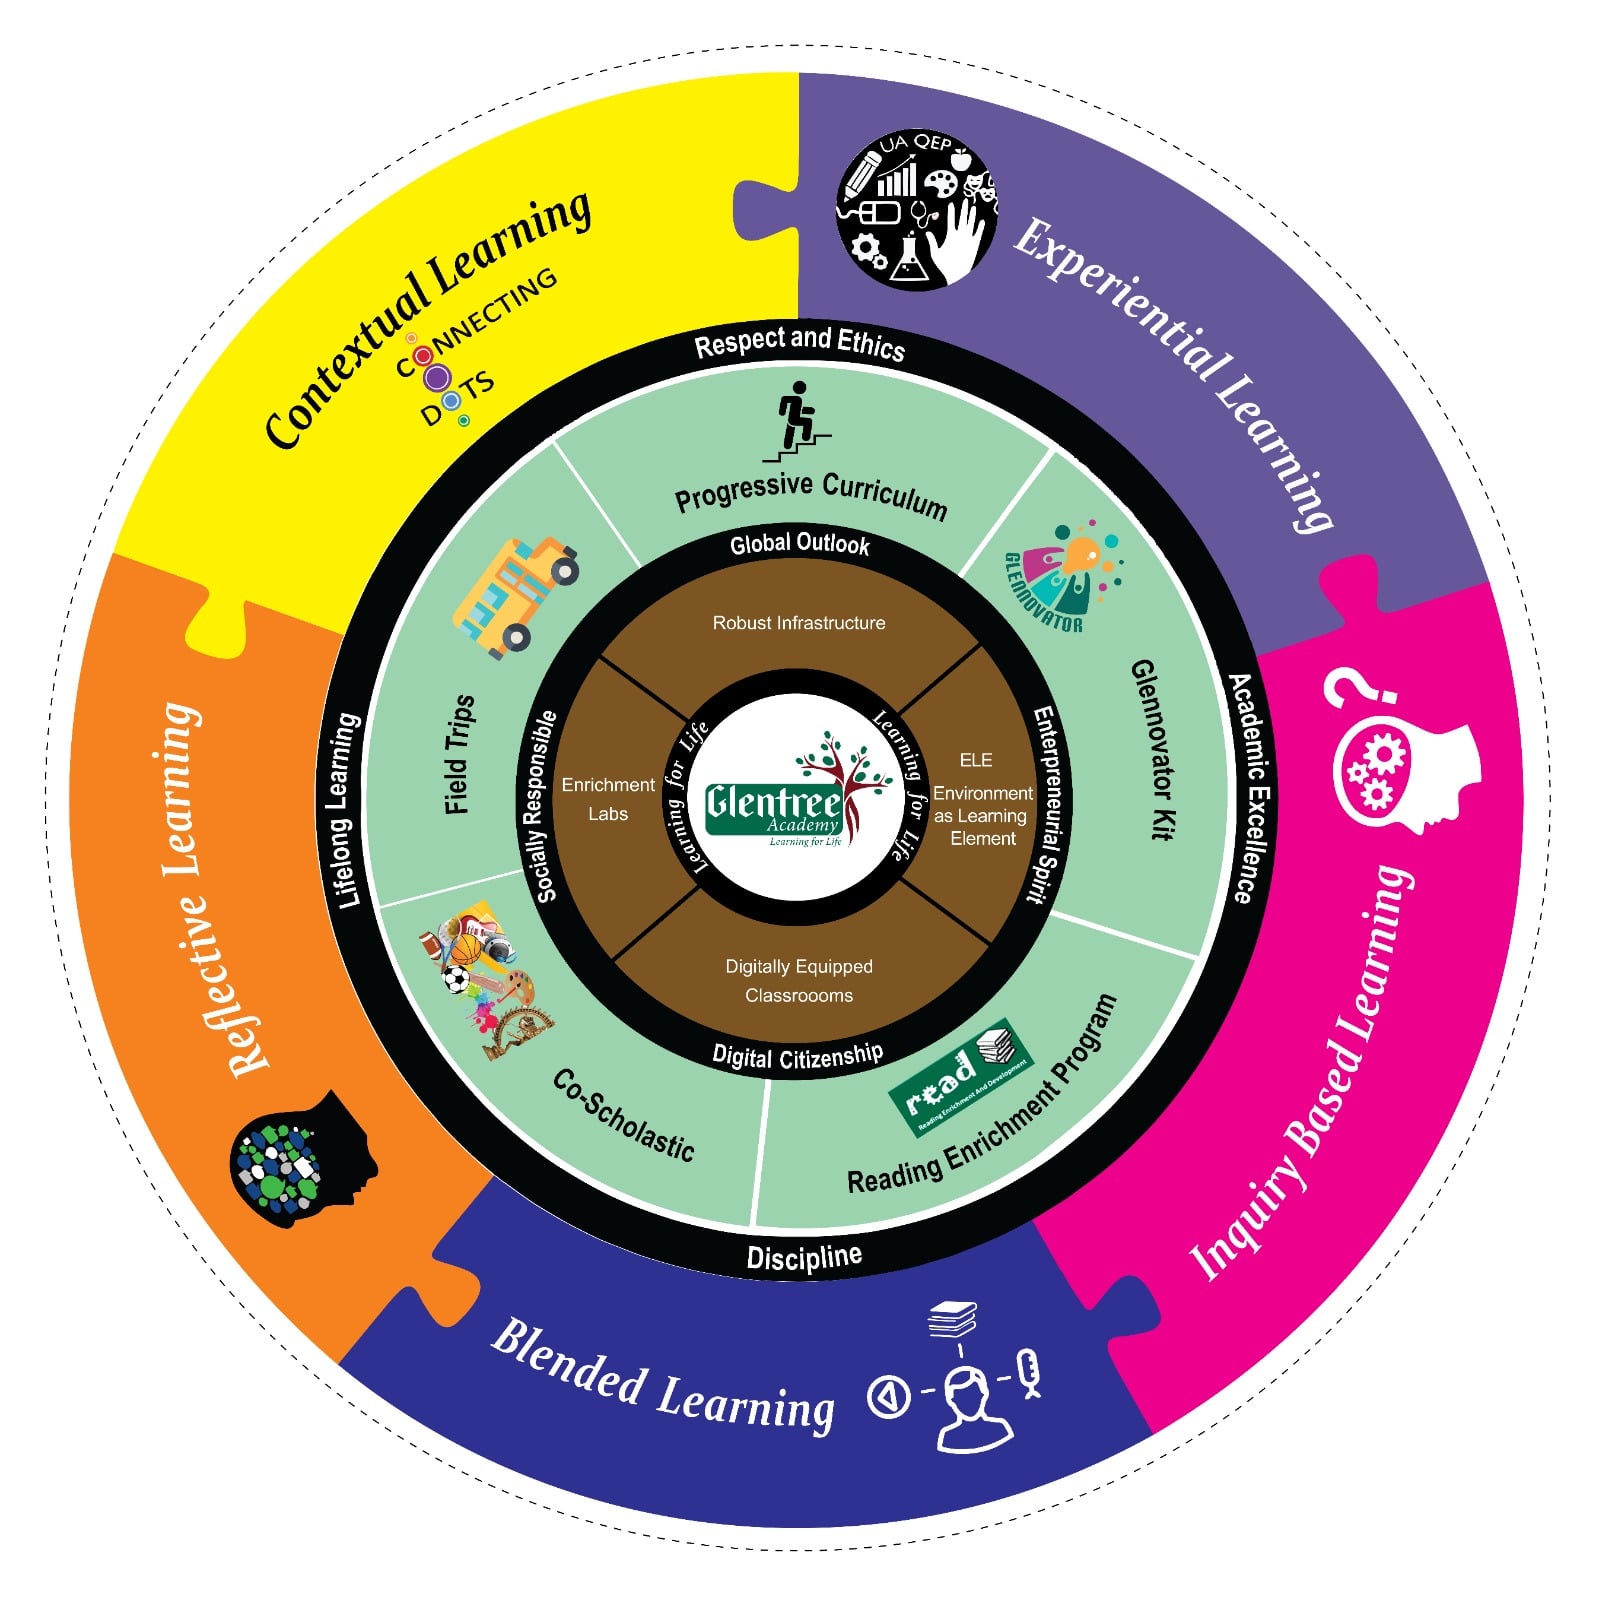 UA QEP
Experiential Learning
Contextual Learning
CONNECTING
DOTS
Inquiry Based Learning
Blended Learning
Reflective Learning
Respect and Ethics
Academic Excellence
Discipline
Lifelong Learning
Progressive Curriculum
GLENNOVATOR
Glennovator Kit
read
Reading Enrichment And Development
Reading Enrichment Program
Co-Scholastic
Field Trips
Global Outlook
Enterpreneurial Spirit
Digital Citizenship
Socially Responsible
Robust Infrastructure
ELE
Environment
as Learning
Element
Digitally Equipped
Classroooms
Enrichment
Labs
Learning for Life
Learning for Life
Glentree
Academy
Learning for Life